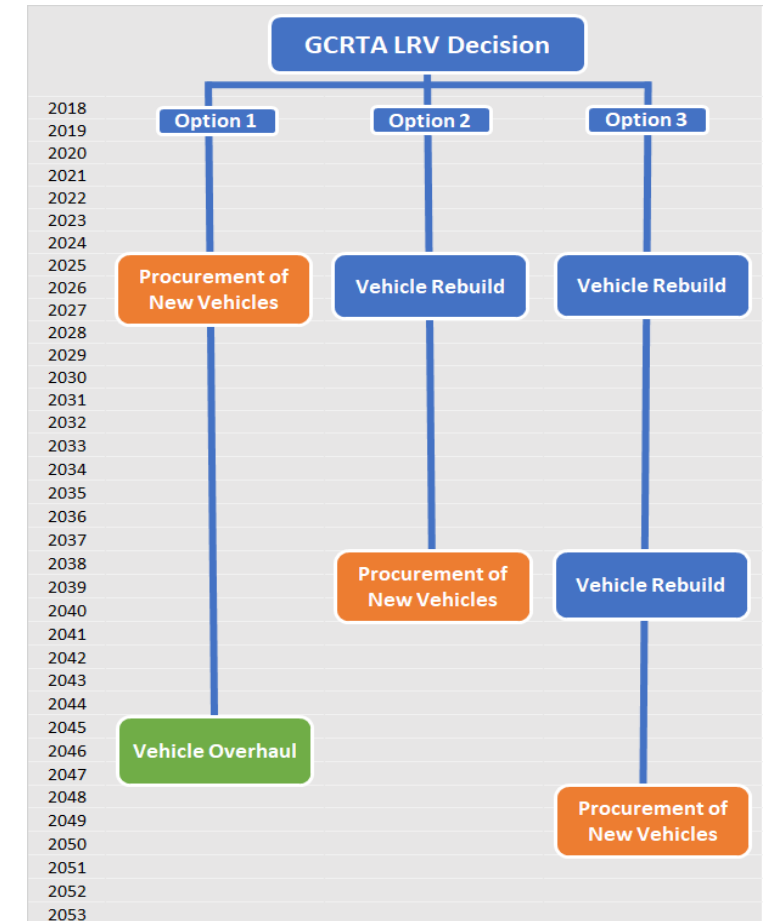 GCRTA LRV Decision
2018
Option 1
Option 2
Option 3
2019
2020
2021
2022
2023
2024
2025
Procurement of
New Vehicles
Vehicle Rebuild
Vehicle Rebuild
2026
2027
2028
2029
2030
2031
2032
2033
2034
2035
2036
2037
2038
Procurement of
New Vehicles
Vehicle Rebuild
2039
2040
2041
2042
2043
2044
2045
Vehicle Overhaul
2046
2047
2048
Procurement of
New Vehicles
2049
2050
2051
2052
2053